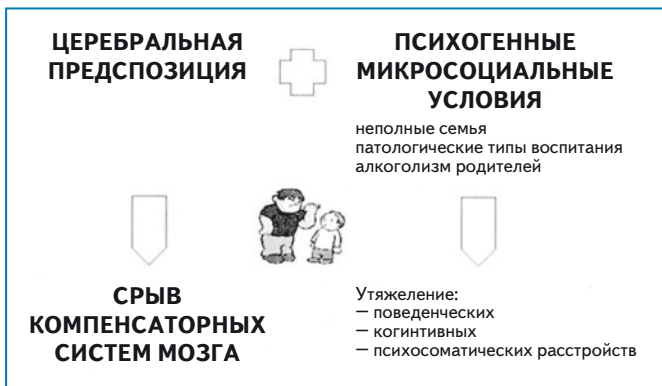 ЦЕРЕБРАЛЬНАЯ
ПРЕДСПОЗИЦИЯ
ПСИХОГЕННЫЕ
МИКРОСОЦИАЛЬНЫЕ
УСЛОВИЯ
неполные семья
патологические типы воспитания
алкоголизм родителей
СРЫВ
КОМПЕНСАТОРНЫХ
СИСТЕМ МОЗГА
Утяжеление:
— поведенческих
— когинтивных
— психосоматических расстройств